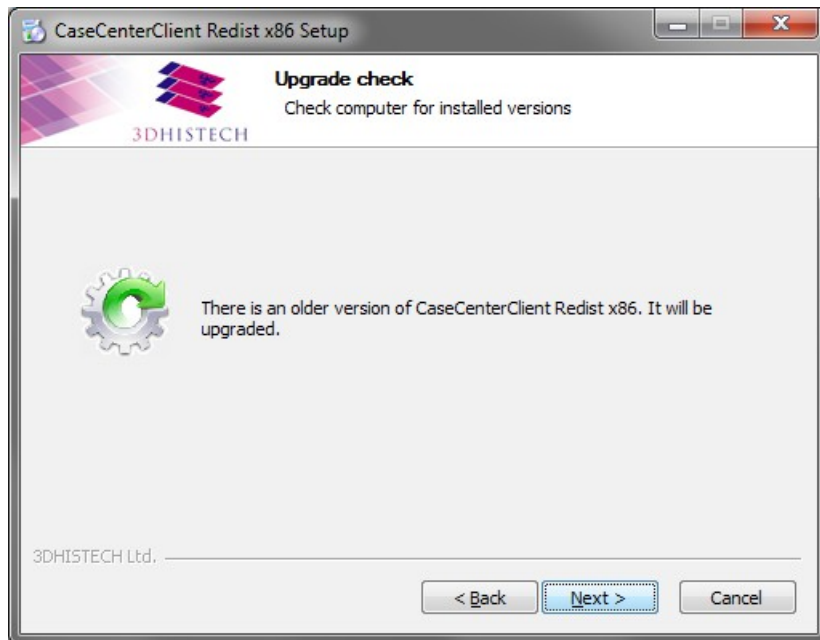 CaseCenterClient Redist x86 Setup
Upgrade check
Check computer for installed versions
3DHISTECH
There is an older version of CaseCenterClient Redist x86. It will be
upgraded.
3DHISTECH Ltd.
< Back
Next >
Cancel